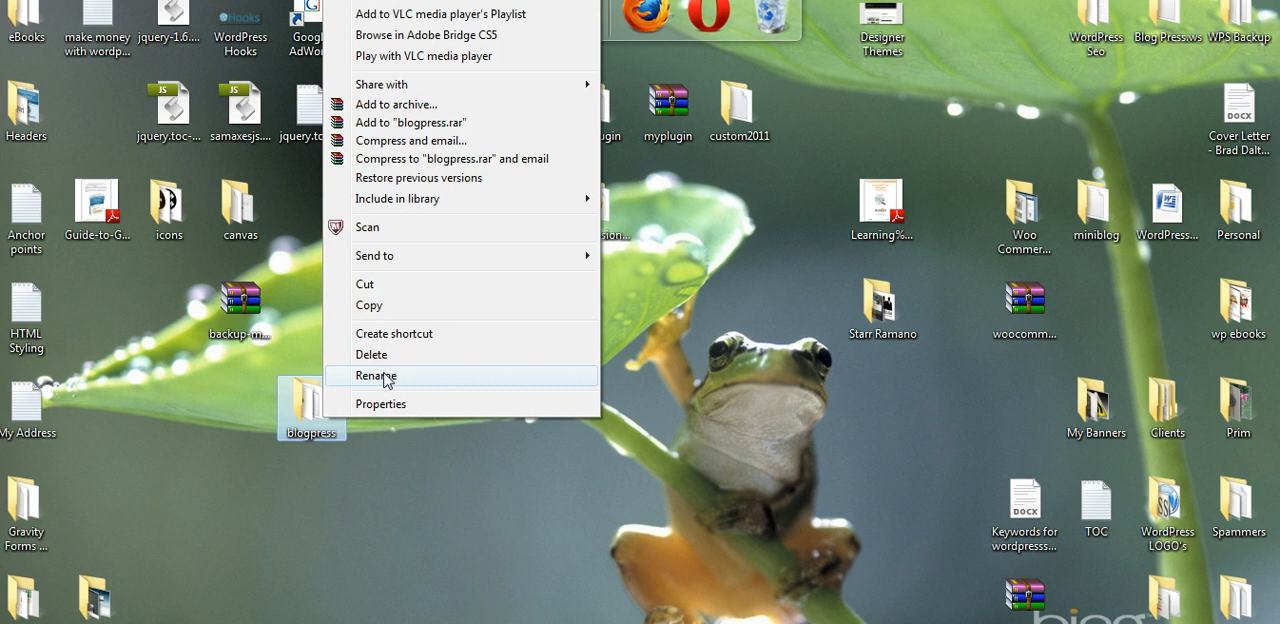 eBooks
make money
with wordp...
jquery-1.6....
Hooks
WordPress
Hooks
G
Googl
AdWor
Add to VLC media player's Playlist
Browse in Adobe Bridge CS5
Play with VLC media player
Share with
Add to archive...
Add to "blogpress.rar"
Compress and email...
Compress to "blogpress.rar" and email
Restore previous versions
Include in library
Scan
Send to
Cut
Copy
Create shortcut
Delete
Rename
Properties
Designer
Themes
WordPress
Seo
Blog Press.ws
WPS Backup
Headers
JS
jquery.toc-...
JS
samaxesjs....
jquery.to
ugin
myplugin
custom2011
DOCX
Cover Letter
- Brad Dalt...
Anchor
points
Guide-to-G...
icons
canvas
sion...
Learning%...
Woo
Commer...
miniblog
WordPress...
Personal
HTML
Styling
backup-m...
Starr Ramano
woocomm...
wp ebooks
My Address
blogpress
My Banners
Clients
Prim
Gravity
Forms ...
DOCX
Keywords for
wordpresss...
TOC
WordPress
LOGO's
Spammers
bing